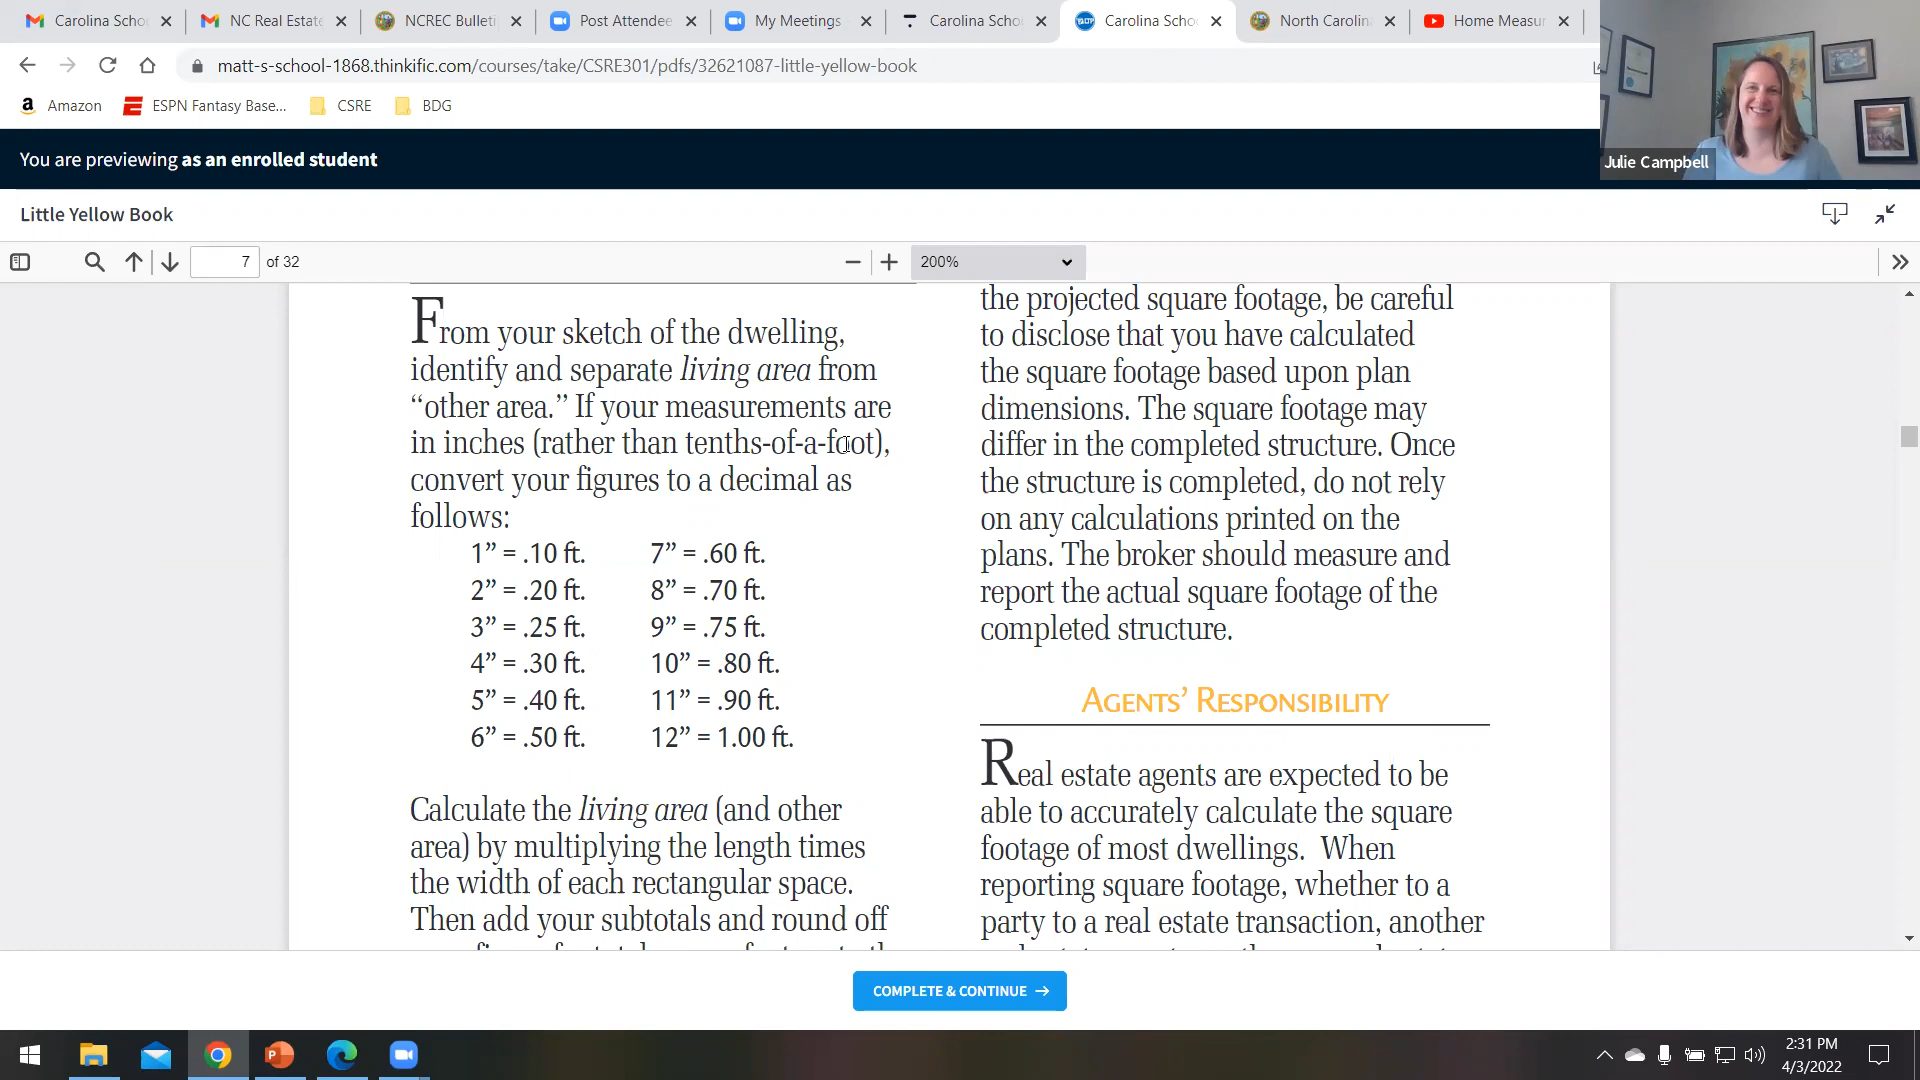 Carolina Scho
NC Real Estate
NCREC Bulleti
Post Attendee
My Meetings
Carolina Scho
Carolina Scho
North Carolin
Home Measur
matt-s-school-1868.thinkific.com/courses/take/CSRE301/pdfs/32621087-little-yellow-book
Amazon
ESPN Fantasy Base...
CSRE
BDG
You are previewing as an enrolled student
Julie Campbell
Little Yellow Book
7 of 32
200%
From your sketch of the dwelling,
identify and separate living area from
“other area.” If your measurements are
in inches (rather than tenths-of-a-foot),
convert your figures to a decimal as
follows:
1” = .10 ft. 7” = .60 ft.
2” = .20 ft. 8” = .70 ft.
3” = .25 ft. 9” = .75 ft.
4” = .30 ft. 10” = .80 ft.
5” = .40 ft. 11” = .90 ft.
6” = .50 ft. 12” = 1.00 ft.
Calculate the living area (and other
area) by multiplying the length times
the width of each rectangular space.
Then add your subtotals and round off
the projected square footage, be careful
to disclose that you have calculated
the square footage based upon plan
dimensions. The square footage may
differ in the completed structure. Once
the structure is completed, do not rely
on any calculations printed on the
plans. The broker should measure and
report the actual square footage of the
completed structure.
AGENTS’ RESPONSIBILITY
Real estate agents are expected to be
able to accurately calculate the square
footage of most dwellings. When
reporting square footage, whether to a
party to a real estate transaction, another
COMPLETE & CONTINUE →
2:31 PM
4/3/2022